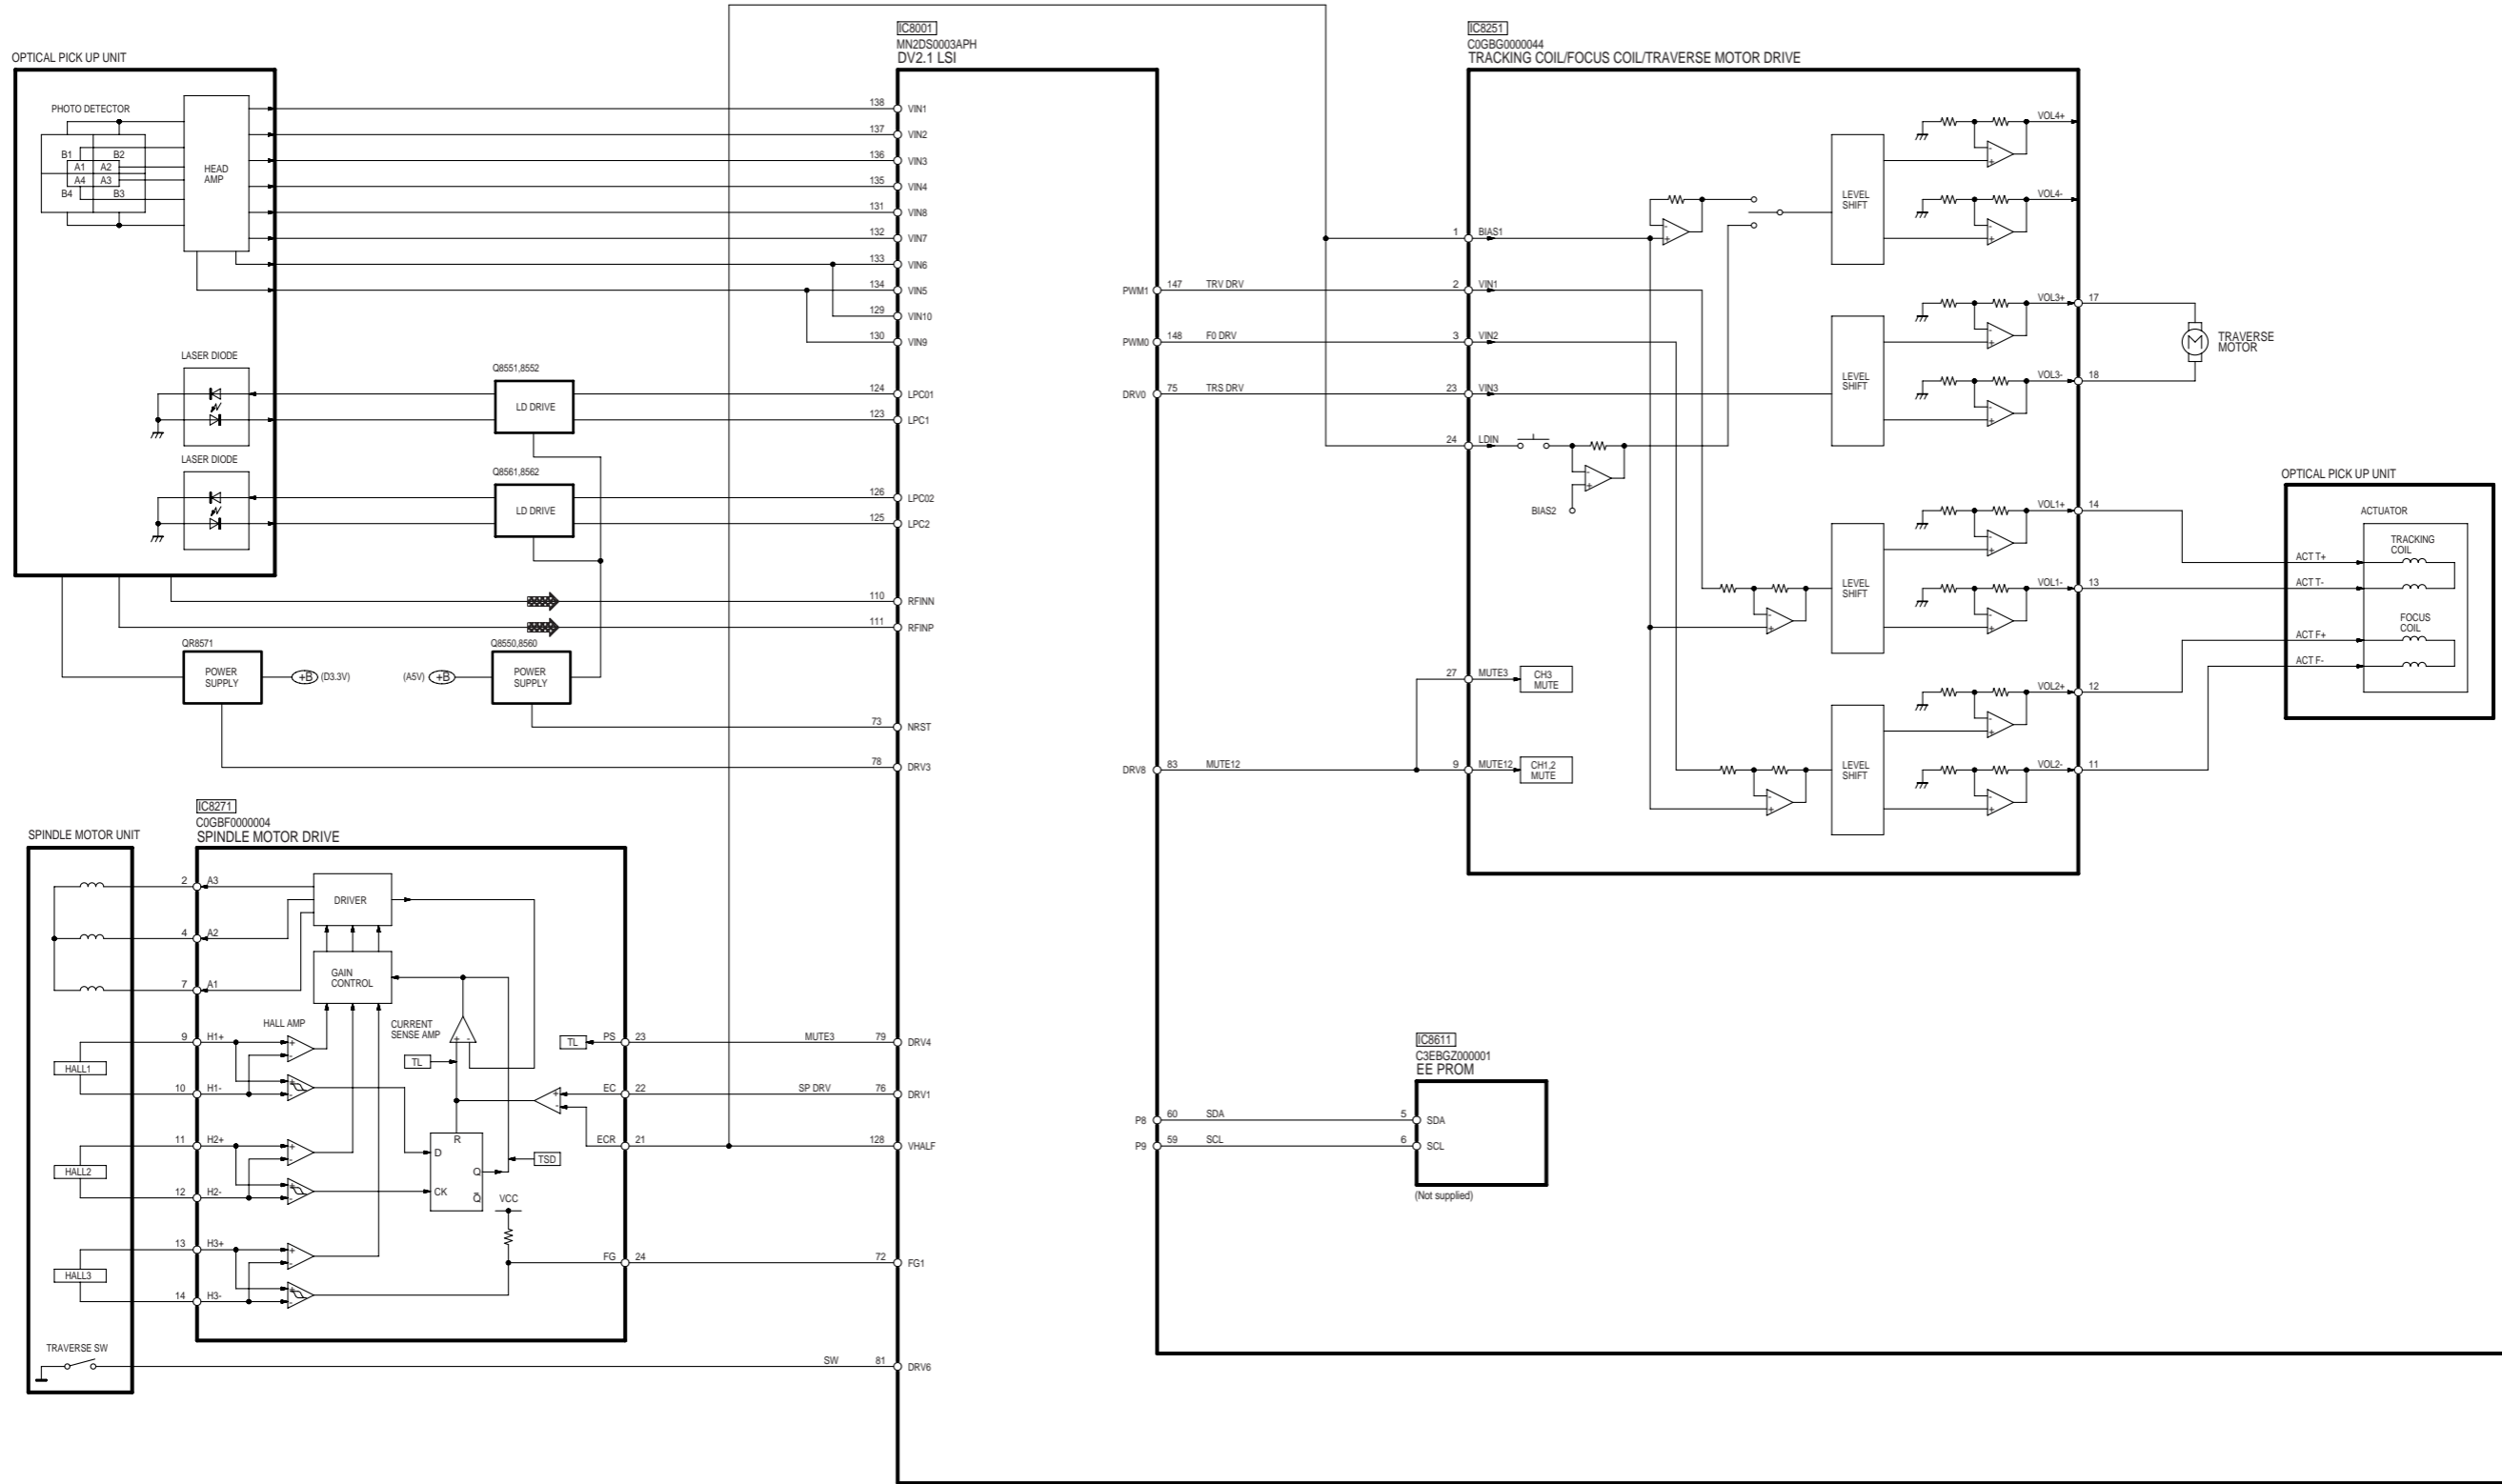 OPTICAL PICK UP UNIT
PHOTO DETECTOR
B1 B2
A1 A2
A4 A3
B4 B3
HEAD
AMP
LASER DIODE
LASER DIODE
Q8551,8552
LD DRIVE
Q8561,8562
LD DRIVE
QR8571
POWER
SUPPLY
+B (D3.3V)
Q8550,8560
(A5V) +B
POWER
SUPPLY
IC8001
MN2DS0003APH
DV2.1 LSI
138 VIN1
137 VIN2
136 VIN3
135 VIN4
131 VIN8
132 VIN7
133 VIN6
134 VIN5
129 VIN10
130 VIN9
124 LPC01
123 LPC1
126 LPC02
125 LPC2
110 RFINN
111 RFINP
73 NRST
78 DRV3
MUTE3 79 DRV4
SP DRV 76 DRV1
128 VHALF
72 FG1
SW 81 DRV6
PWM1 147 TRV DRV
PWM0 148 F0 DRV
DRV0 75 TRS DRV
DRV8 83 MUTE12
P8 60 SDA
P9 59 SCL
IC8251
C0GBG0000044
TRACKING COIL/FOCUS COIL/TRAVERSE MOTOR DRIVE
1 BIAS1
2 VIN1
3 VIN2
23 VIN3
24 LDIN
BIAS2
27 MUTE3
CH3
MUTE
9 MUTE12
CH1,2
MUTE
LEVEL
SHIFT
- + VOL4+
- + VOL4-
LEVEL
SHIFT
- + VOL3+ 17
- + VOL3- 18
M
TRAVERSE
MOTOR
LEVEL
SHIFT
- + VOL1+ 14
- + VOL1- 13
LEVEL
SHIFT
- + VOL2+ 12
- + VOL2- 11
OPTICAL PICK UP UNIT
ACTUATOR
TRACKING
COIL
ACT T+
ACT T-
FOCUS
COIL
ACT F+
ACT F-
SPINDLE MOTOR UNIT
IC8271
C0GBF0000004
SPINDLE MOTOR DRIVE
2 A3
4 A2
7 A1
DRIVER
GAIN
CONTROL
HALL AMP
CURRENT
SENSE AMP
TL
TL
PS 23
EC 22
ECR 21
FG 24
HALL1
9 H1+
10 H1-
HALL2
11 H2+
12 H2-
HALL3
13 H3+
14 H3-
R
D
Q
CK
Q̅
TSD
VCC
TRAVERSE SW
IC8611
C3EBGZ000001
EE PROM
5 SDA
6 SCL
(Not supplied)